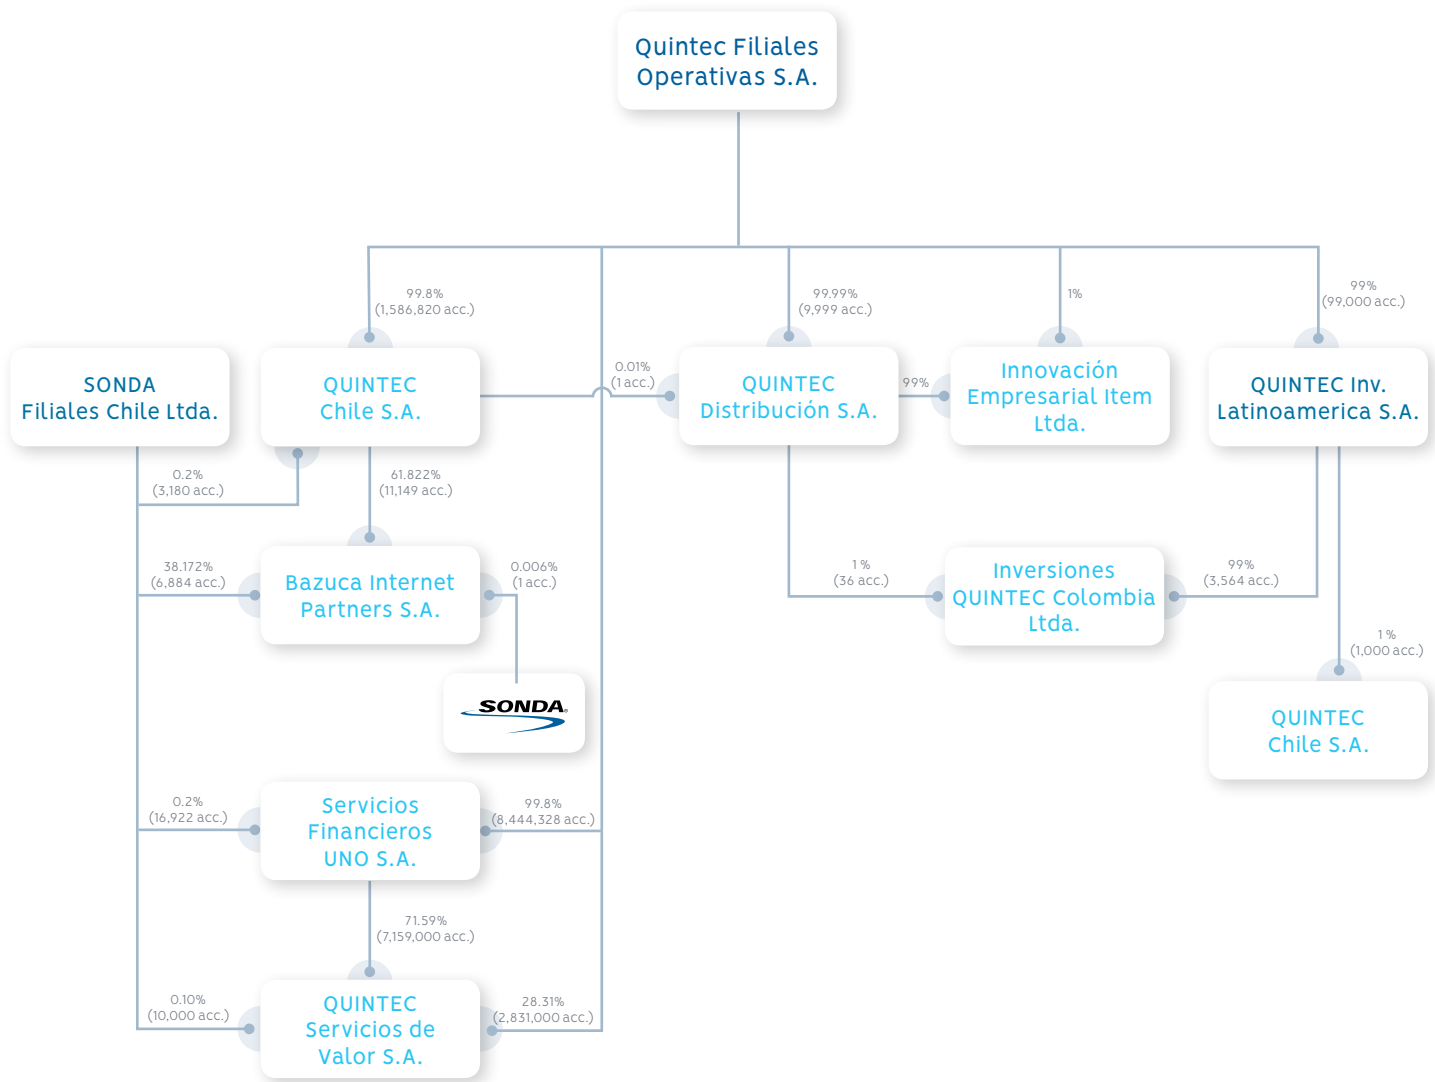 Quintec Filiales
Operativas S.A.
99.8%
(1,586,820 acc.)
99.99%
(9,999 acc.)
1%
99%
(99,000 acc.)
SONDA
Filiales Chile Ltda.
QUINTEC
Chile S.A.
0.01%
(1 acc.)
QUINTEC
Distribución S.A.
99%
Innovación
Empresarial Item
Ltda.
QUINTEC Inv.
Latinoamerica S.A.
0.2%
(3,180 acc.)
61.822%
(11,149 acc.)
38.172%
(6,884 acc.)
Bazuca Internet
Partners S.A.
0.006%
(1 acc.)
1 %
(36 acc.)
Inversiones
QUINTEC Colombia
Ltda.
99%
(3,564 acc.)
1 %
(1,000 acc.)
SONDA®
QUINTEC
Chile S.A.
0.2%
(16,922 acc.)
Servicios
Financieros
UNO S.A.
99.8%
(8,444,328 acc.)
71.59%
(7,159,000 acc.)
0.10%
(10,000 acc.)
QUINTEC
Servicios de
Valor S.A.
28.31%
(2,831,000 acc.)